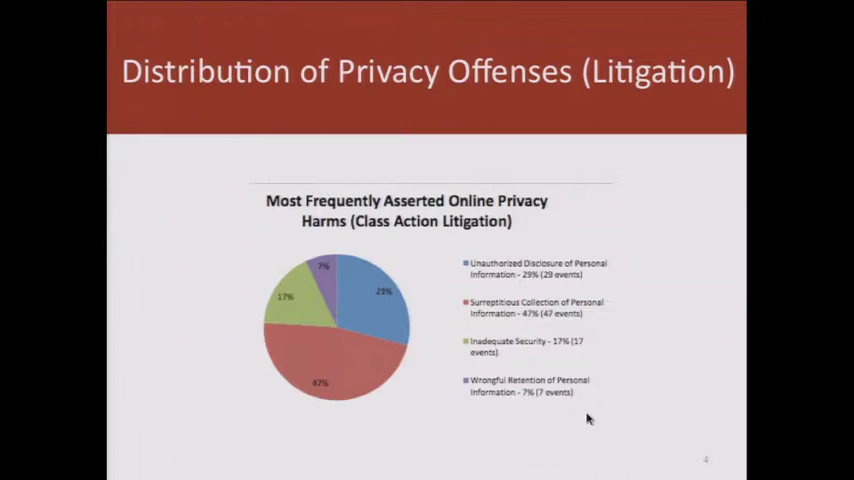 Distribution of Privacy Offenses (Litigation)
Most Frequently Asserted Online Privacy
Harms (Class Action Litigation)
7%
29%
17%
47%
Unauthorized Disclosure of Personal
Information - 29% (29 events)
Surreptitious Collection of Personal
Information - 47% (47 events)
Inadequate Security - 17% (17
events)
Wrongful Retention of Personal
Information - 7% (7 events)
4